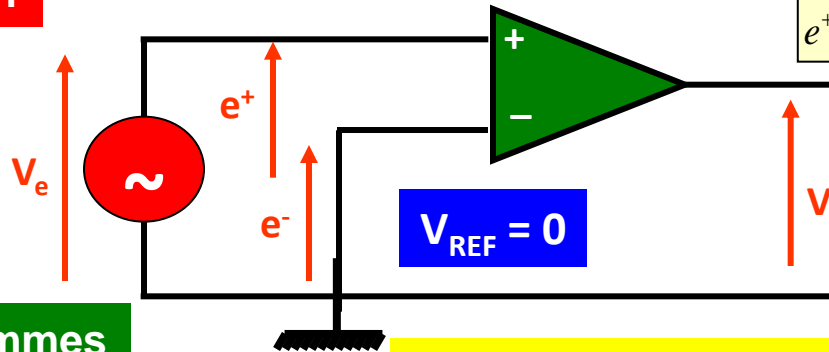 e+
+
e+
–
Ve
~
e-
V
VREF = 0
mmes